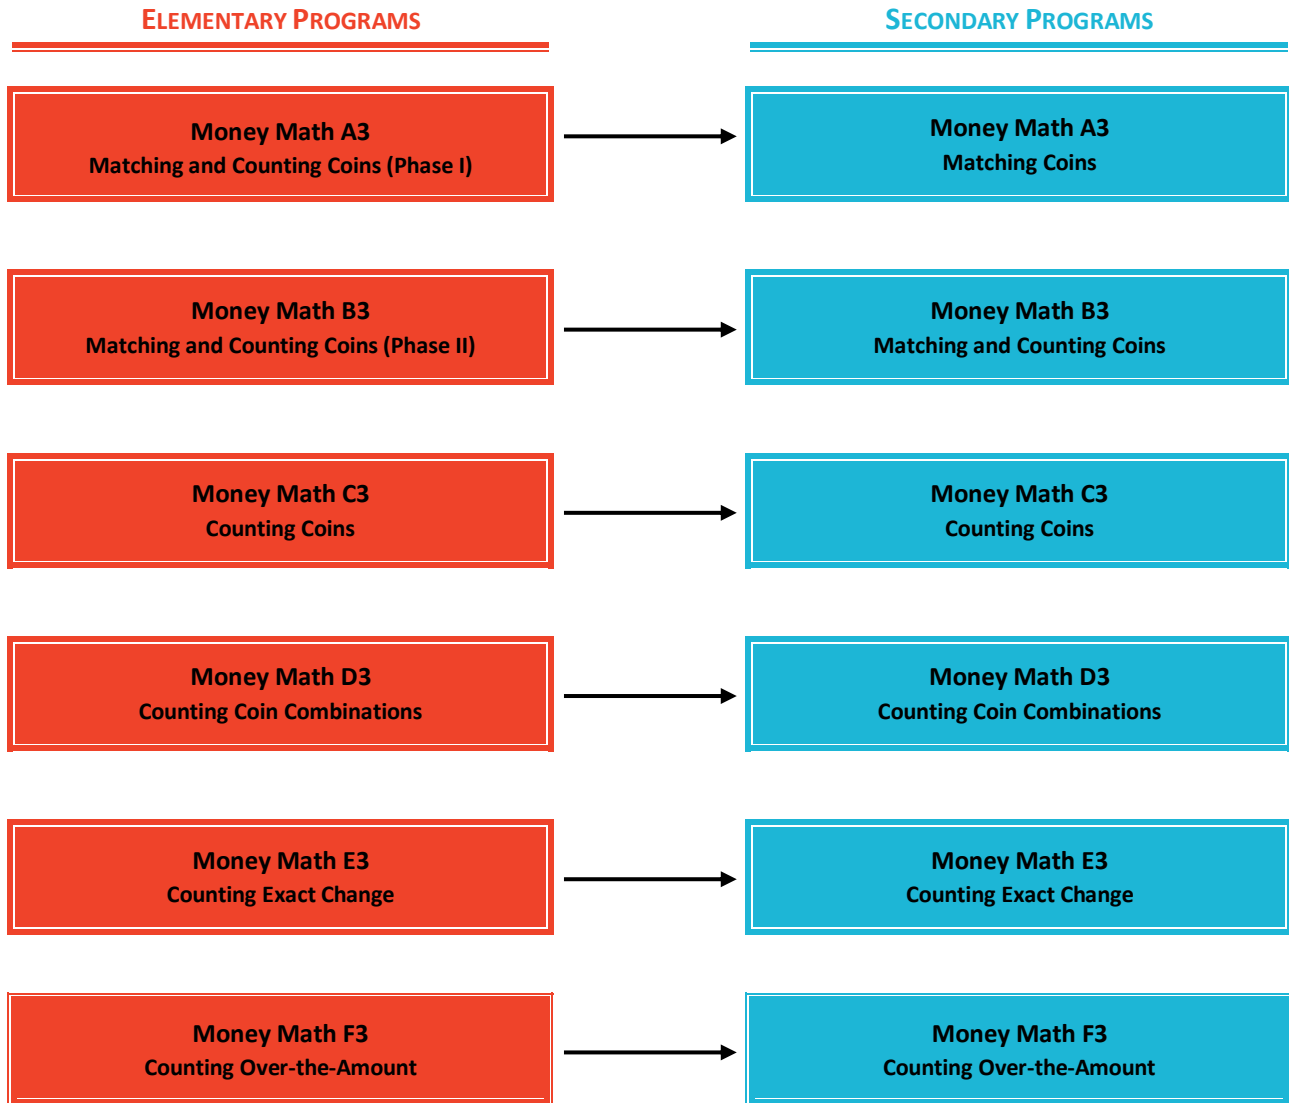 ELEMENTARY PROGRAMS
SECONDARY PROGRAMS
Money Math A3
Matching and Counting Coins (Phase I)
Money Math A3
Matching Coins
Money Math B3
Matching and Counting Coins (Phase II)
Money Math B3
Matching and Counting Coins
Money Math C3
Counting Coins
Money Math C3
Counting Coins
Money Math D3
Counting Coin Combinations
Money Math D3
Counting Coin Combinations
Money Math E3
Counting Exact Change
Money Math E3
Counting Exact Change
Money Math F3
Counting Over-the-Amount
Money Math F3
Counting Over-the-Amount